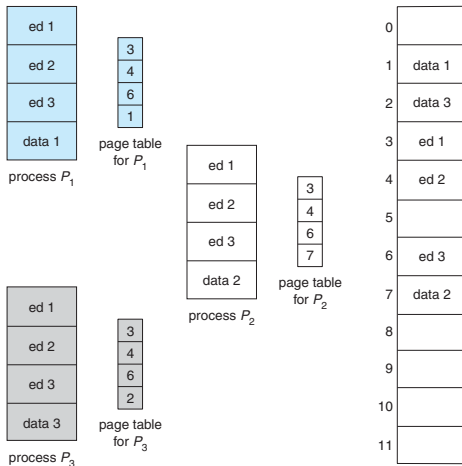 ed 1
ed 2
ed 3
data 1
process P1
3
4
6
1
page table
for P1
ed 1
ed 2
ed 3
data 2
process P2
3
4
6
7
page table
for P2
ed 1
ed 2
ed 3
data 3
process P3
3
4
6
2
page table
for P3
0
1 data 1
2 data 3
3 ed 1
4 ed 2
5
6 ed 3
7 data 2
8
9
10
11